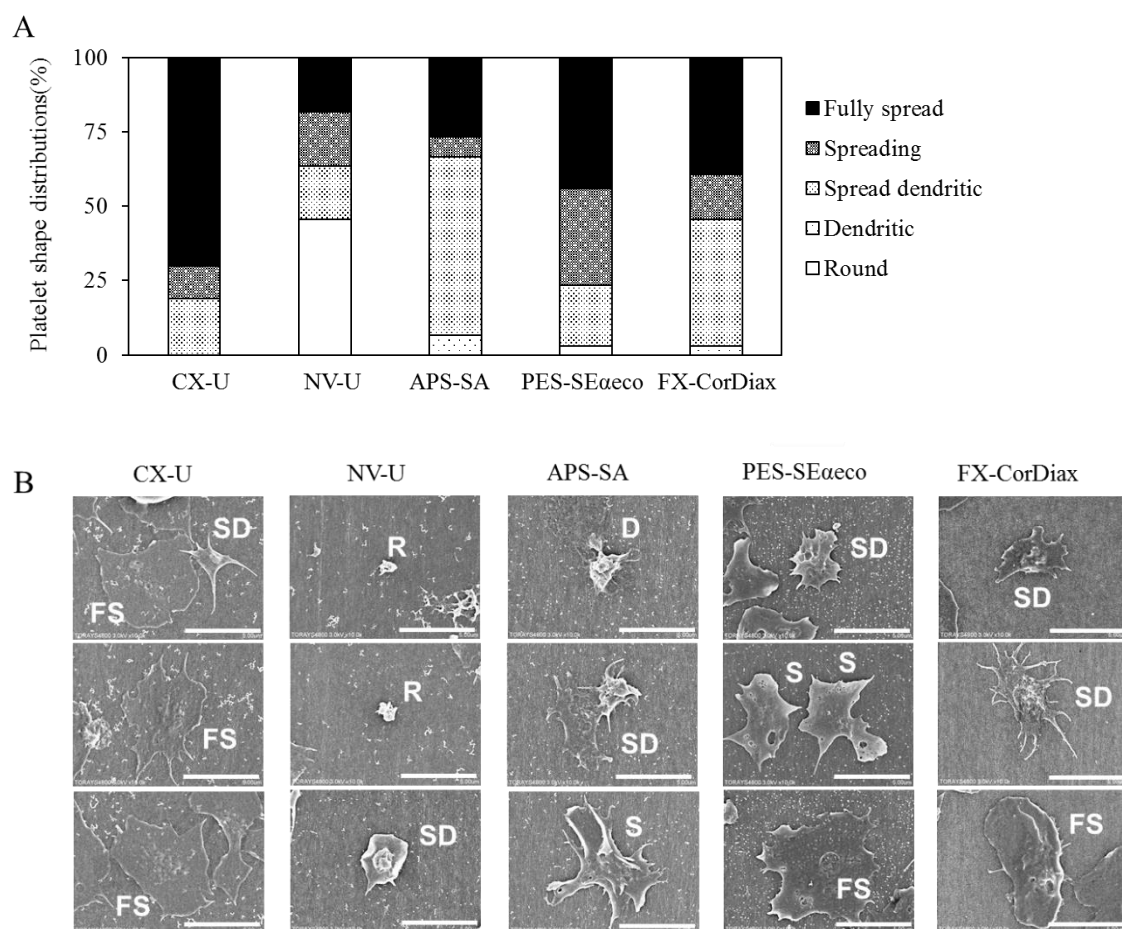 A
Platelet shape distributions(%)
100
75
50
25
0
CX-U NV-U APS-SA PES-SEαeco FX-CorDiax
Fully spread
Spreading
Spread dendritic
Dendritic
Round
B
CX-U NV-U APS-SA PES-SEαeco FX-CorDiax
SD
FS
R
D
SD
SD
FS
R
SD
S S
SD
FS
SD
S
FS
FS